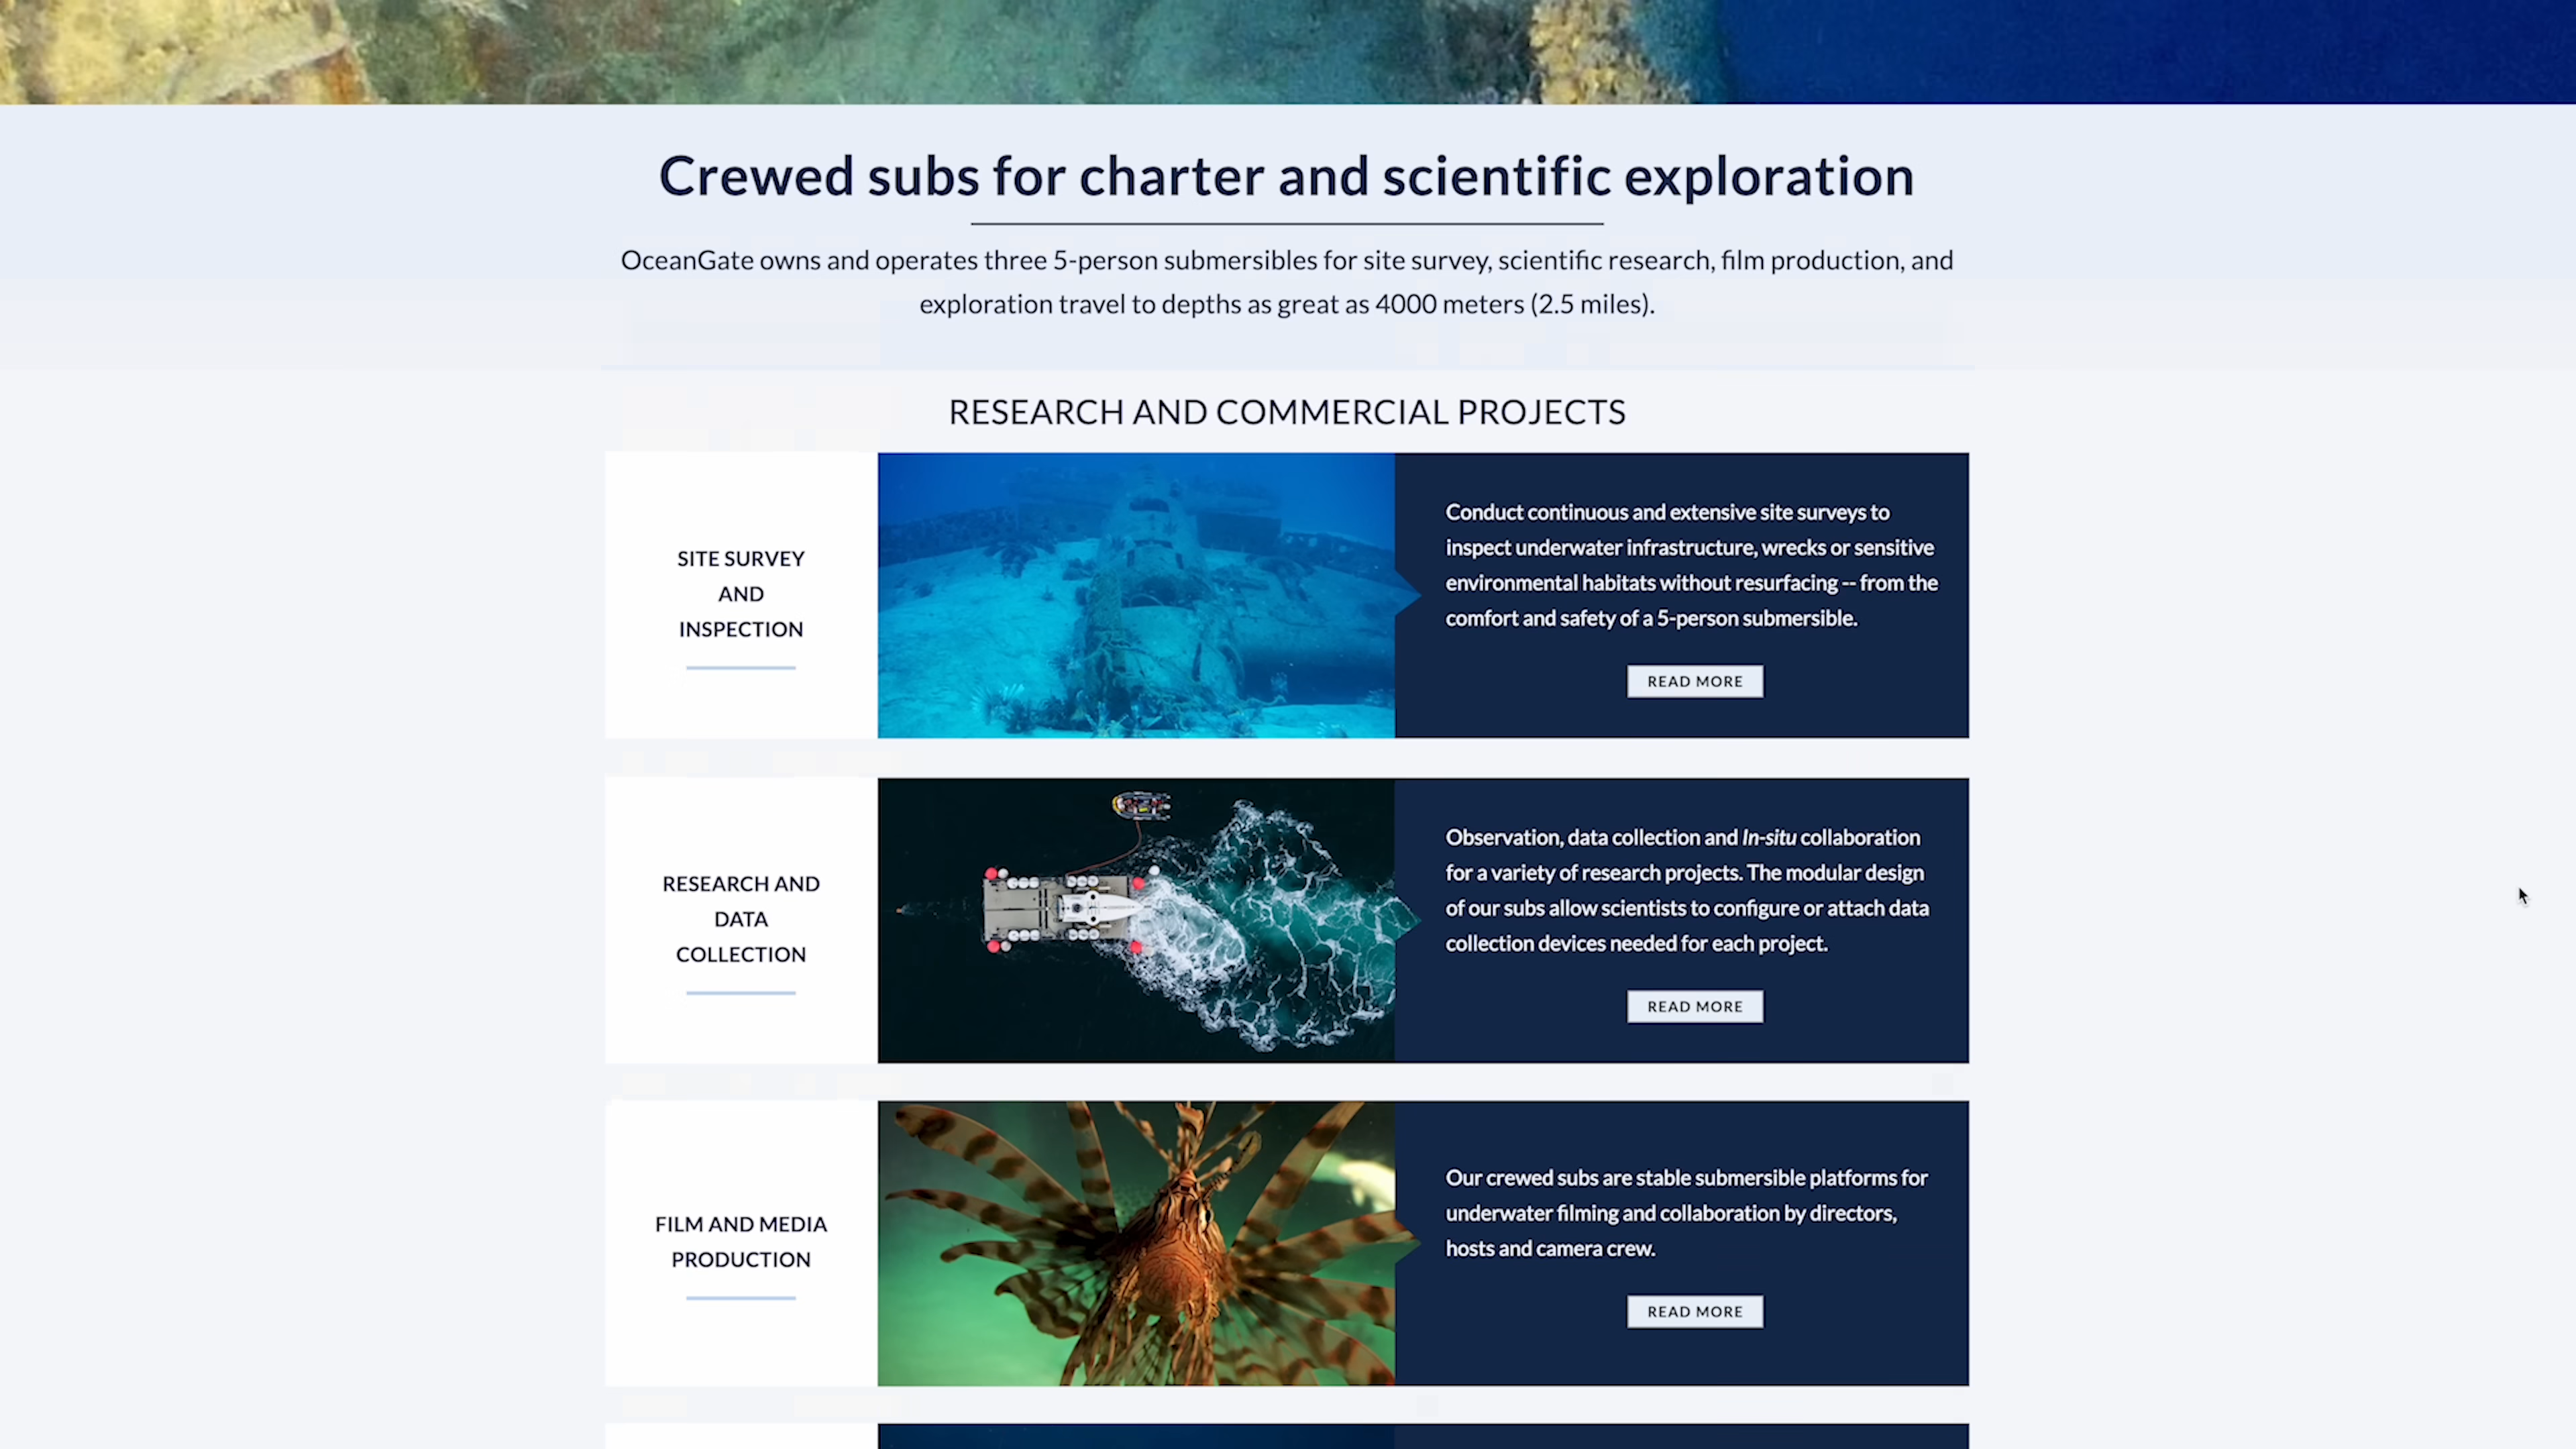 Crewed subs for charter and scientific exploration
OceanGate owns and operates three 5-person submersibles for site survey, scientific research, film production, and
exploration travel to depths as great as 4000 meters (2.5 miles).
RESEARCH AND COMMERCIAL PROJECTS
SITE SURVEY
AND
INSPECTION
Conduct continuous and extensive site surveys to
inspect underwater infrastructure, wrecks or sensitive
environmental habitats without resurfacing -- from the
comfort and safety of a 5-person submersible.
READ MORE
RESEARCH AND
DATA
COLLECTION
Observation, data collection and In-situ collaboration
for a variety of research projects. The modular design
of our subs allow scientists to configure or attach data
collection devices needed for each project.
READ MORE
FILM AND MEDIA
PRODUCTION
Our crewed subs are stable submersible platforms for
underwater filming and collaboration by directors,
hosts and camera crew.
READ MORE